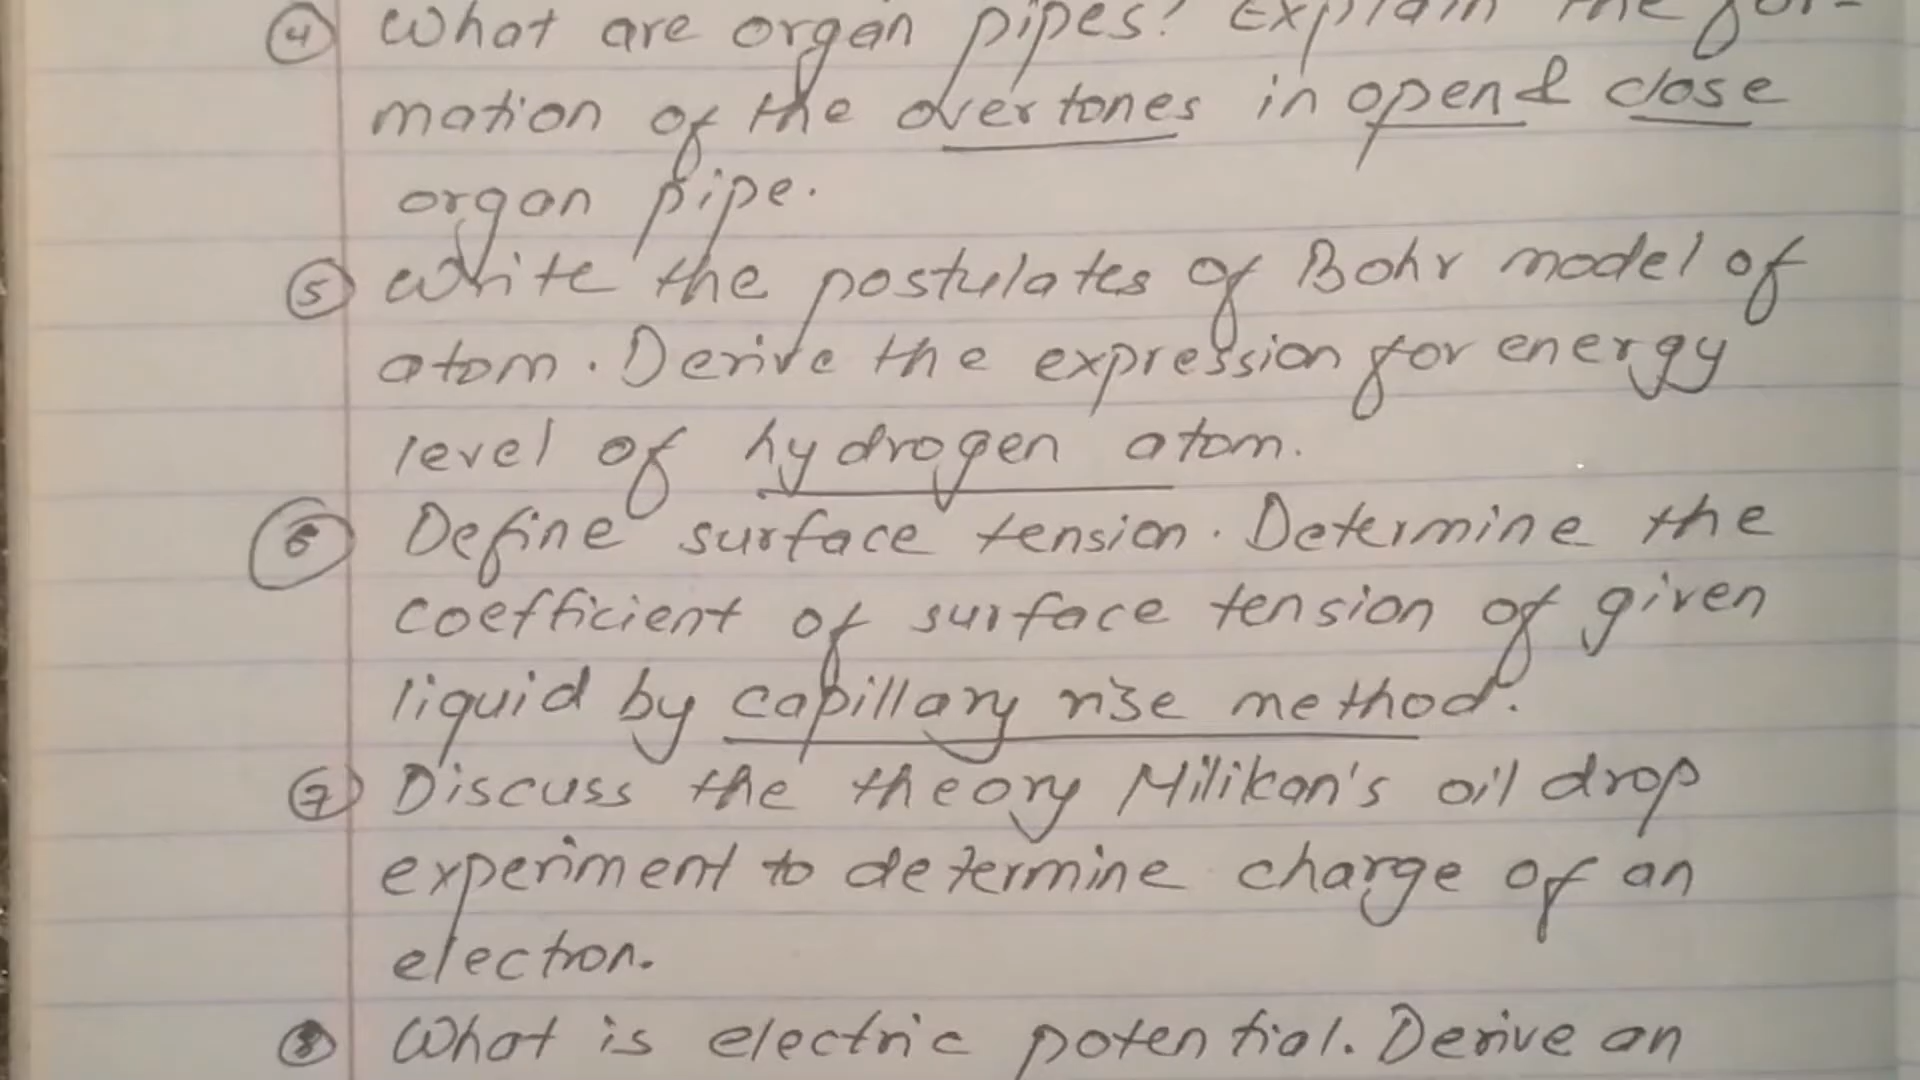 ④ What are organ pipes? Explain the for-
mation of the overtones in open & close
organ pipe.
⑤ Write the postulates of Bohr model of
atom. Derive the expression for energy
level of hydrogen atom.
⑥ Define surface tension. Determine the
coefficient of surface tension of given
liquid by capillary rise method.
⑦ Discuss the theory Milikan's oil drop
experiment to determine charge of an
electron.
⑧ What is electric potential. Derive an